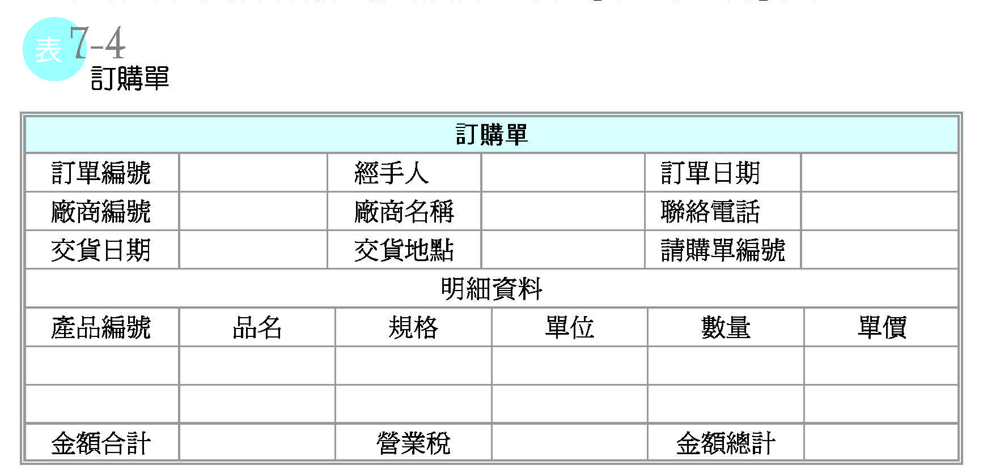 表 7-4
訂購單
訂購單
訂單編號 經手人 訂單日期
廠商編號 廠商名稱 聯絡電話
交貨日期 交貨地點 請購單編號
明細資料
產品編號 品名 規格 單位 數量 單價
金額合計 營業稅 金額總計